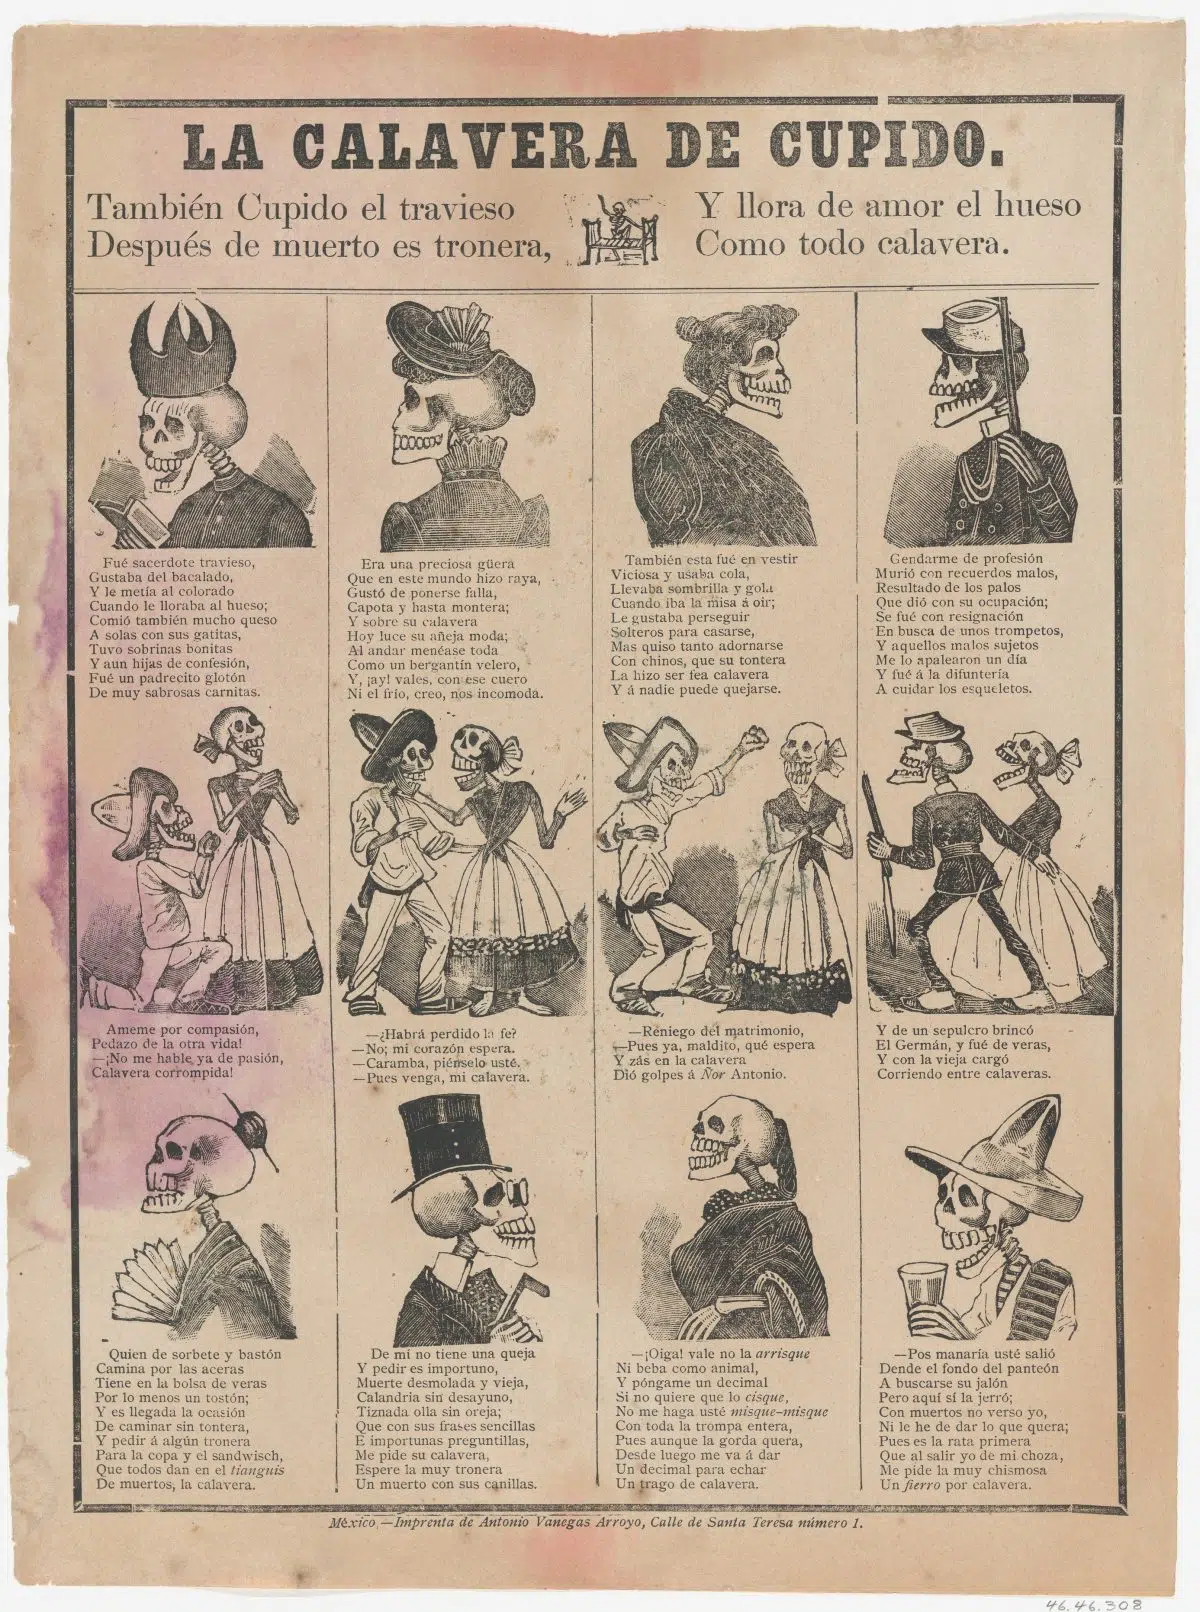 LA CALAVERA DE CUPIDO.
También Cupido el travieso
Después de muerto es tronera,
Y llora de amor el hueso
Como todo calavera.
Fué sacerdote travieso,
Gustaba del bacalado,
Y le metía al colorado
Cuando le lloraba al hueso;
Comió también mucho queso
A solas con sus gatitas,
Tuvo sobrinas bonitas
Y aun hijas de confesión,
Fué un padrecito glotón
De muy sabrosas carnitas.
Era una preciosa güera
Que en este mundo hizo raya,
Gustó de ponerse falla,
Capota y hasta montera;
Y sobre su calavera
Hoy luce su añeja moda;
Al andar menéase toda
Como un bergantín velero,
Y, ¡ay! vales, con ese cuero
Ni el frío, creo, nos incomoda.
También esta fué en vestir
Viciosa y usaba cola,
Llevaba sombrilla y gola
Cuando iba la misa á oir;
Le gustaba perseguir
Solteros para casarse,
Mas quiso tanto adornarse
Con chinos, que su tontera
La hizo ser fea calavera
Y á nadie puede quejarse.
Gendarme de profesión
Murió con recuerdos malos,
Resultado de los palos
Que dió con su ocupación;
Se fué con resignación
En busca de unos trompetos,
Y aquellos malos sujetos
Me lo apalearon un día
Y fué á la difuntería
A cuidar los esqueletos.
Ameme por compasión,
Pedazo de la otra vida!
—¡No me hable ya de pasión,
Calavera corrompida!
—¿Habrá perdido la fe?
—No; mi corazón espera.
—Caramba, piénselo usté.
—Pues venga, mi calavera.
—Reniego del matrimonio,
—Pues ya, maldito, qué espera
Y zás en la calavera
Dió golpes á Ñor Antonio.
Y de un sepulcro brincó
El Germán, y fué de veras,
Y con la vieja cargó
Corriendo entre calaveras.
Quien de sorbete y bastón
Camina por las aceras
Tiene en la bolsa de veras
Por lo menos un tostón;
Y es llegada la ocasión
De caminar sin tontera,
Y pedir á algún tronera
Para la copa y el sandwisch,
Que todos dan en el tianguis
De muertos, la calavera.
De mi no tiene una queja
Y pedir es importuno,
Muerte desmolada y vieja,
Calandria sin desayuno,
Tiznada olla sin oreja;
Que con sus frases sencillas
E importunas preguntillas,
Me pide su calavera,
Espere la muy tronera
Un muerto con sus canillas.
—¡Oiga! vale no la arrisque
Ni beba como animal,
Y póngame un decimal
Si no quiere que lo cisque,
No me haga usté misque-misque
Con toda la trompa entera,
Pues aunque la gorda quera,
Desde luego me va á dar
Un decimal para echar
Un trago de calavera.
—Pos manaría usté salió
Dende el fondo del panteón
A buscarse su jalón
Pero aquí sí la jerró;
Con muertos no verso yo,
Ni le he de dar lo que quera;
Pues es la rata primera
Que al salir yo de mi choza,
Me pide la muy chismosa
Un fierro por calavera.
México,—Imprenta de Antonio Vanegas Arroyo, Calle de Santa Teresa número 1.
46.46.308